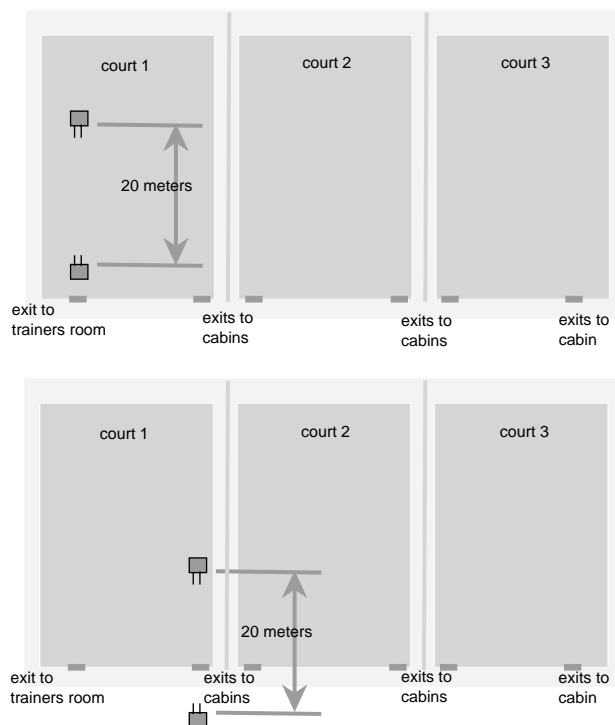 court 1
court 2
court 3
20 meters
exit to
trainers room
exits to
cabins
exits to
cabins
exits to
cabin
court 1
court 2
court 3
20 meters
exit to
trainers room
exits to
cabins
exits to
cabins
exits to
cabin